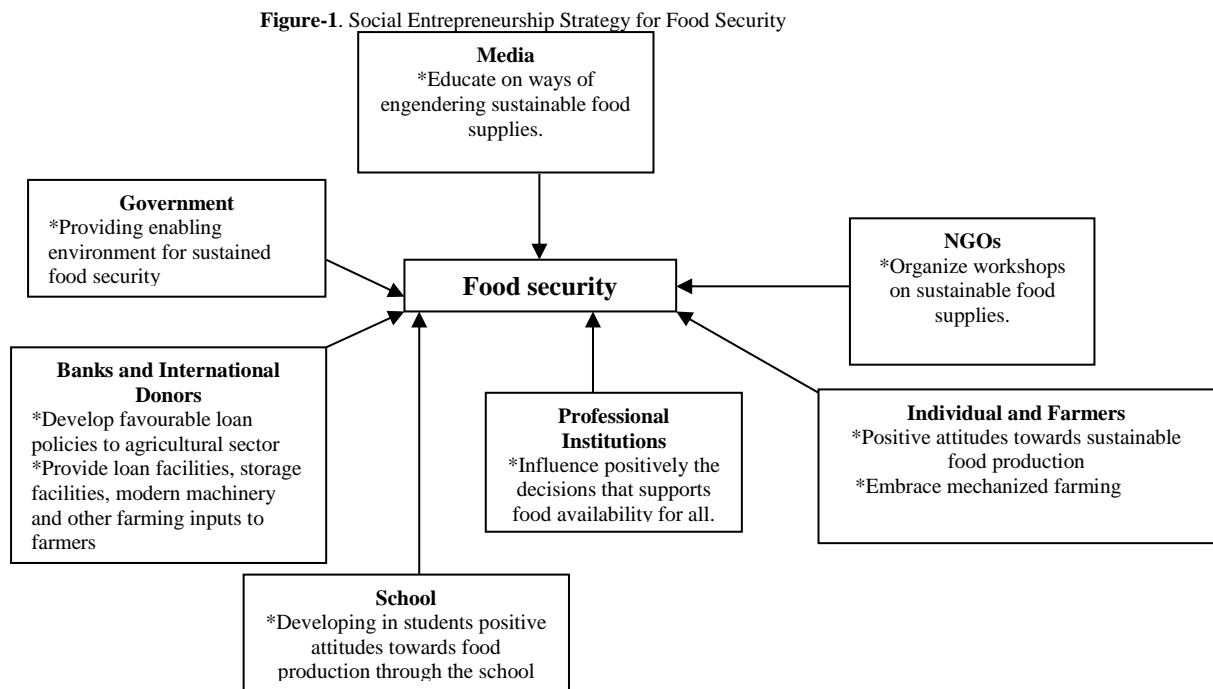 Figure-1. Social Entrepreneurship Strategy for Food Security
Media
*Educate on ways of
engendering sustainable food
supplies.
Government
*Providing enabling
environment for sustained
food security
NGOs
*Organize workshops
on sustainable food
supplies.
Food security
Banks and International
Donors
*Develop favourable loan
policies to agricultural sector
*Provide loan facilities, storage
facilities, modern machinery
and other farming inputs to
farmers
Professional
Institutions
*Influence positively the
decisions that supports
food availability for all.
Individual and Farmers
*Positive attitudes towards sustainable
food production
*Embrace mechanized farming
School
*Developing in students positive
attitudes towards food
production through the school